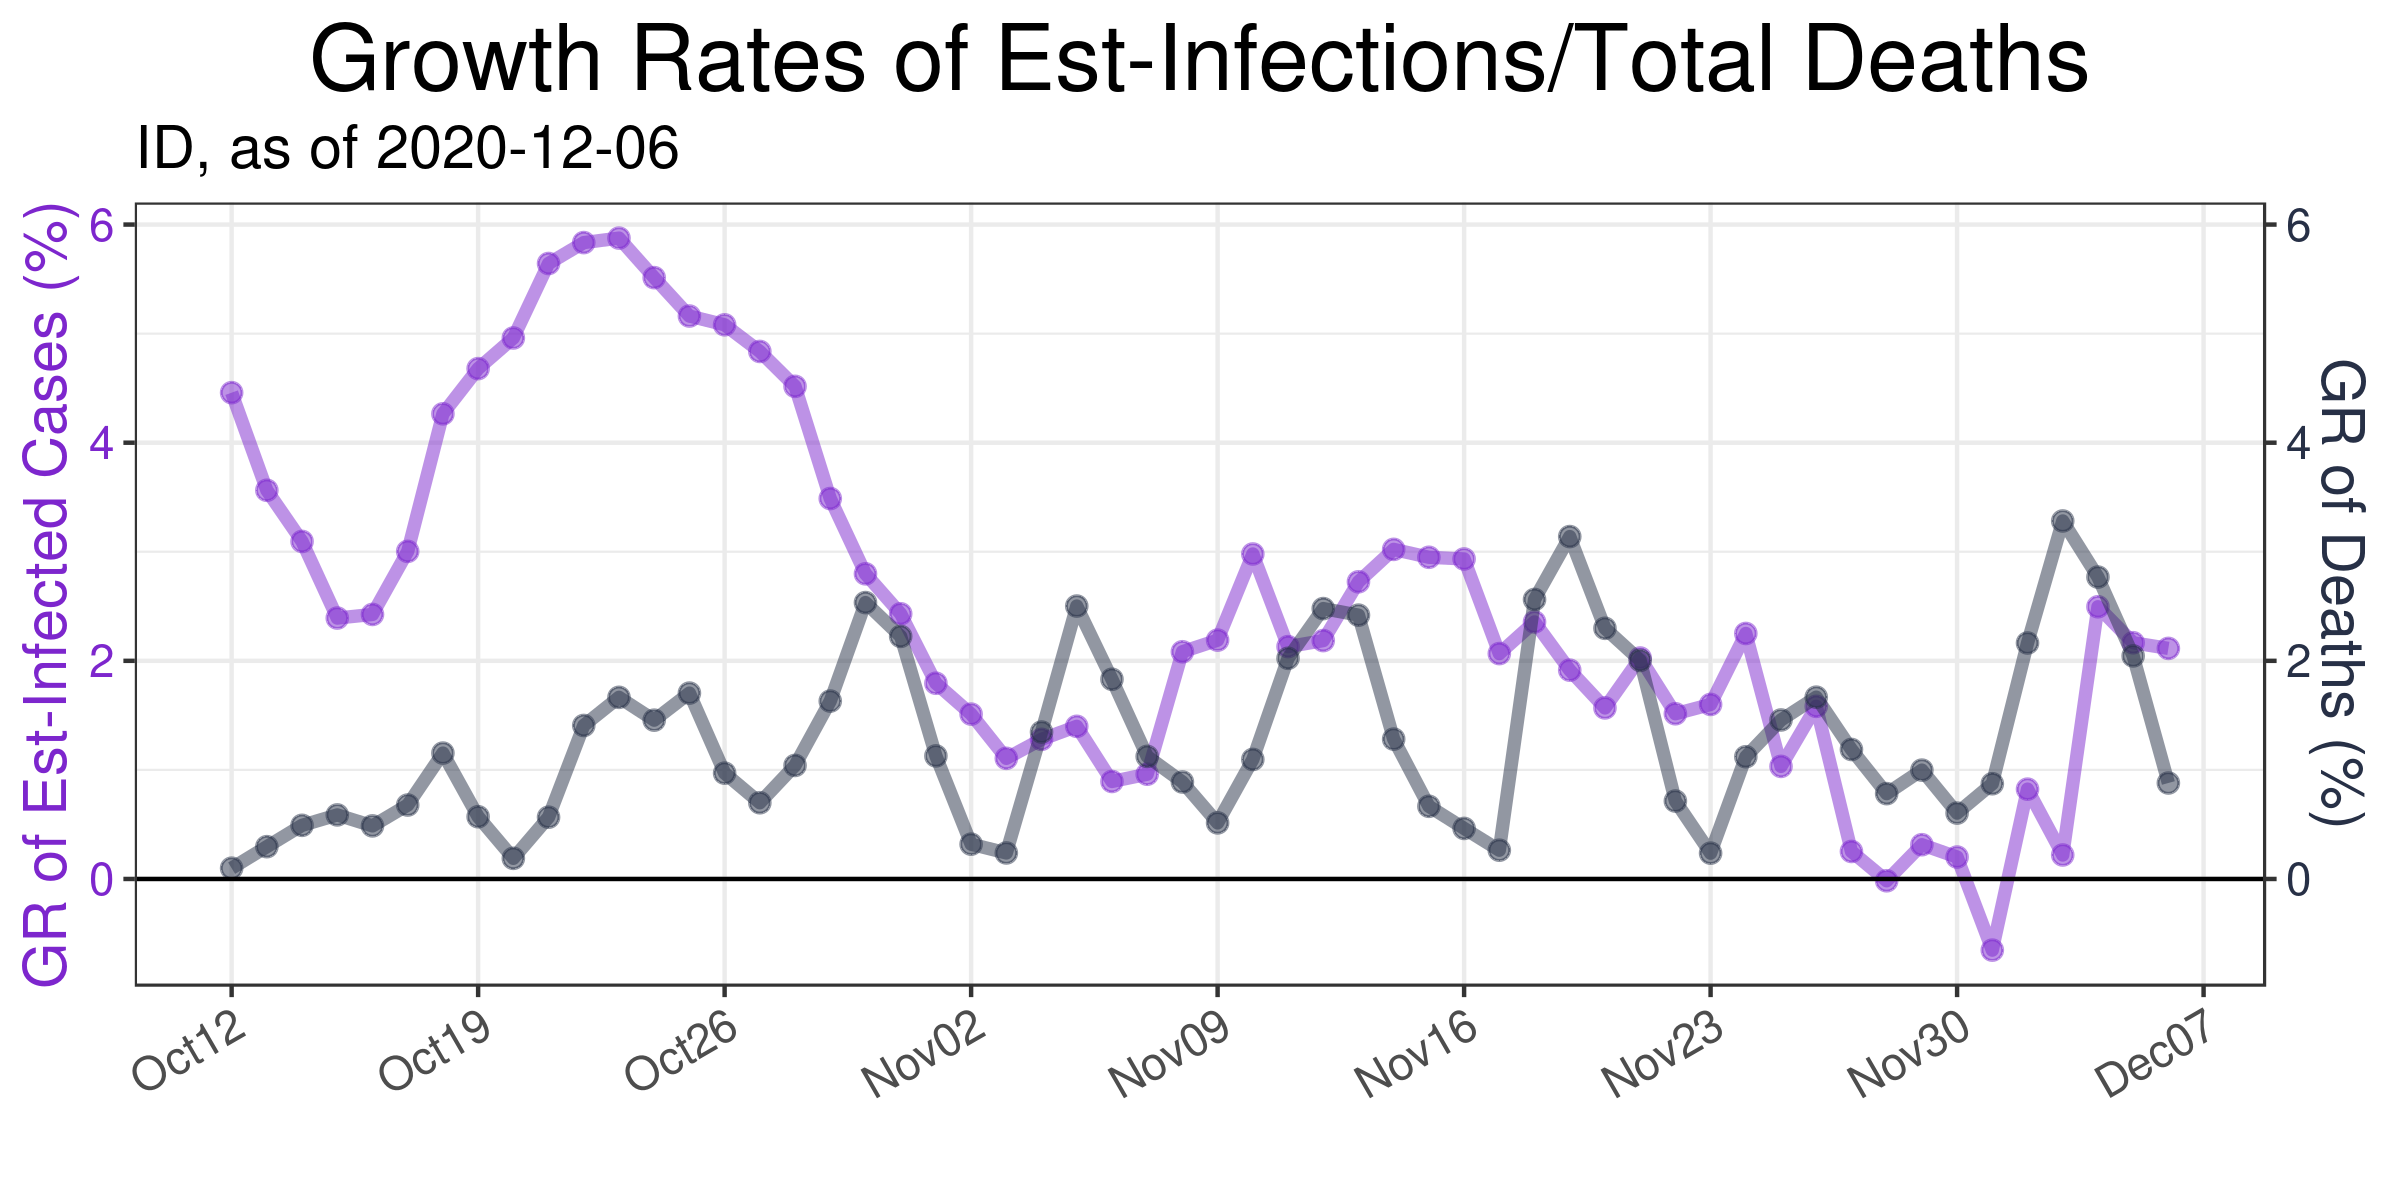 Growth Rates of Est-Infections/Total Deaths
ID, as of 2020-12-06
GR of Est-Infected Cases (%)
6
4
2
0
6
4
2
0
GR of Deaths (%)
Oct12
Oct19
Oct26
Nov02
Nov09
Nov16
Nov23
Nov30
Dec07